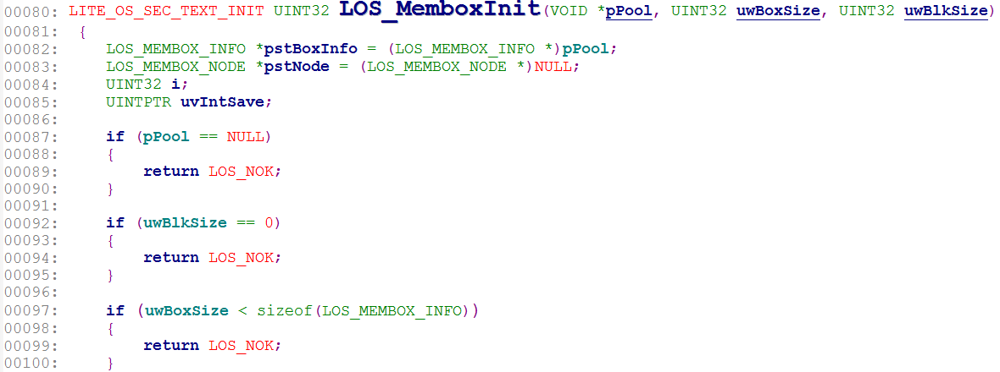 00080: LITE_OS_SEC_TEXT_INIT UINT32 LOS_MemboxInit(VOID *pPool, UINT32 uwBoxSize, UINT32 uwBlkSize)
00081: {
00082:     LOS_MEMBOX_INFO *pstBoxInfo = (LOS_MEMBOX_INFO *)pPool;
00083:     LOS_MEMBOX_NODE *pstNode = (LOS_MEMBOX_NODE *)NULL;
00084:     UINT32 i;
00085:     UINTPTR uvIntSave;
00086:
00087:     if (pPool == NULL)
00088:     {
00089:         return LOS_NOK;
00090:     }
00091:
00092:     if (uwBlkSize == 0)
00093:     {
00094:         return LOS_NOK;
00095:     }
00096:
00097:     if (uwBoxSize < sizeof(LOS_MEMBOX_INFO))
00098:     {
00099:         return LOS_NOK;
00100:     }